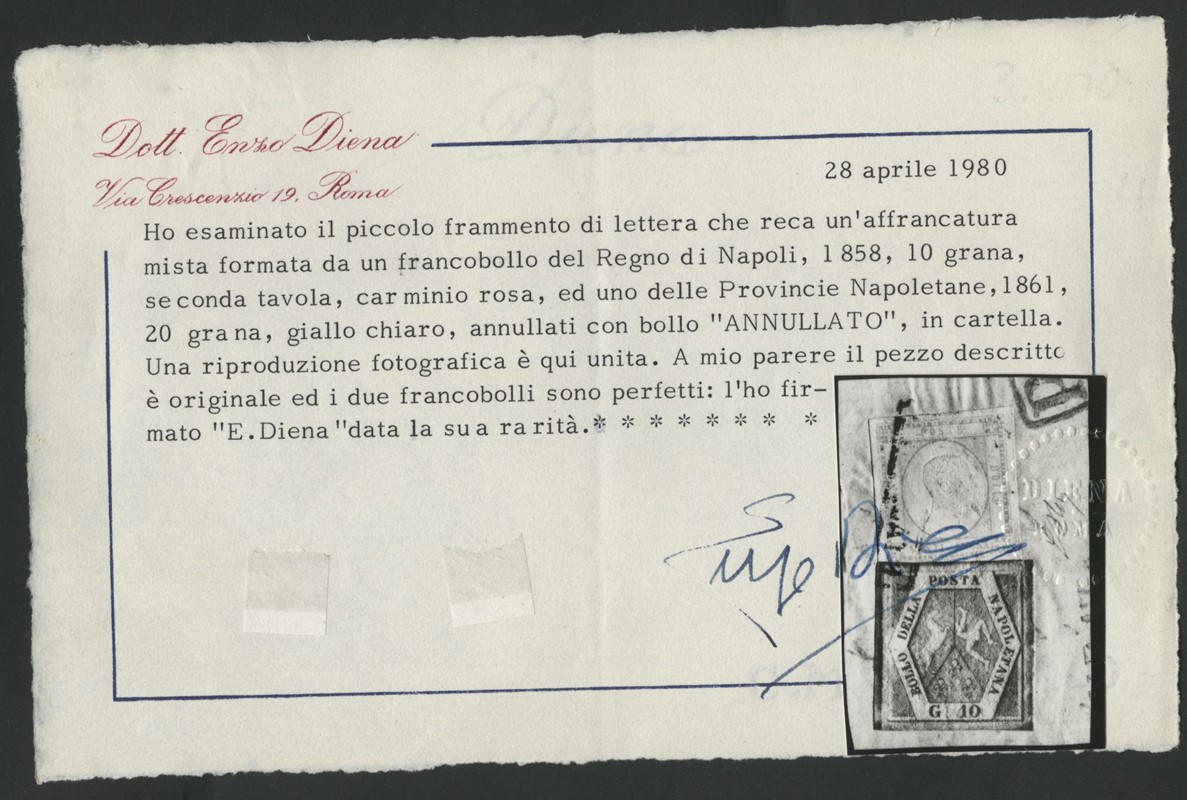 Dott. Enzo Diena
Via Crescenzio 19, Roma
28 aprile 1980
Ho esaminato il piccolo frammento di lettera che reca un'affrancatura
mista formata da un francobollo del Regno di Napoli, 1858, 10 grana,
seconda tavola, carminio rosa, ed uno delle Provincie Napoletane, 1861,
20 grana, giallo chiaro, annullati con bollo "ANNULLATO", in cartella.
Una riproduzione fotografica è qui unita. A mio parere il pezzo descritto
è originale ed i due francobolli sono perfetti: l'ho fir-
mato "E. Diena "data la sua rarità.* * * * * * * *
DIENA
ROMA
POSTA
BOLLO DELLA
NAPOLETANA
G 10